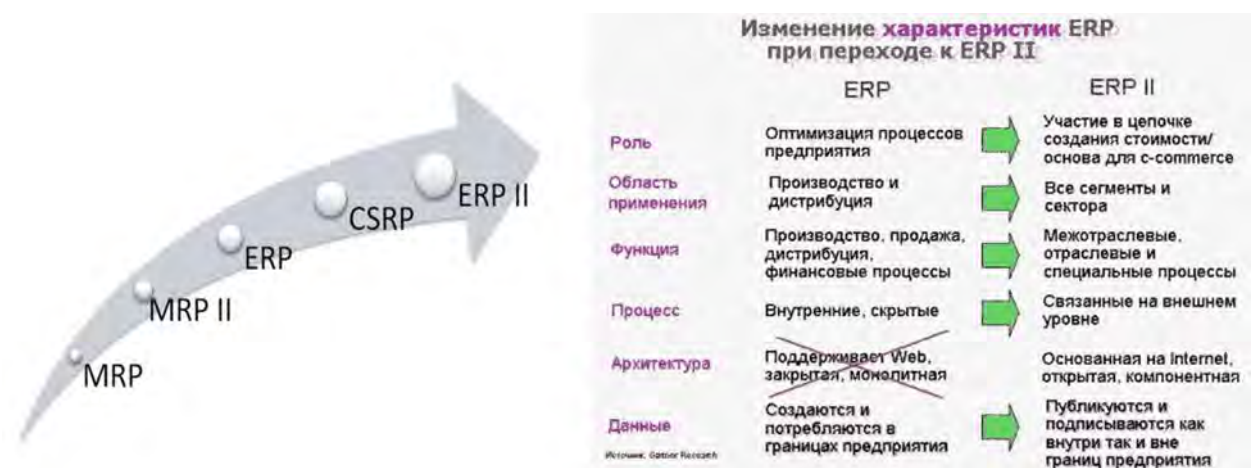 MRP
MRP II
ERP
CSRP
ERP II
Изменение характеристик ERP
при переходе к ERP II
ERP
ERP II
Роль
Оптимизация процессов
предприятия
Участие в цепочке
создания стоимости/
основа для c-commerce
Область
применения
Производство и
дистрибуция
Все сегменты и
сектора
Функция
Производство, продажа,
дистрибуция,
финансовые процессы
Межотраслевые,
отраслевые и
специальные процессы
Процесс
Внутренние, скрытые
Связанные на внешнем
уровне
Архитектура
Поддерживает Web,
закрытая, монолитная
Основанная на Internet,
открытая, компонентная
Данные
Создаются и
потребляются в
границах предприятия
Публикуются и
подписываются как
внутри так и вне
границ предприятия
Источник: Gartner Research